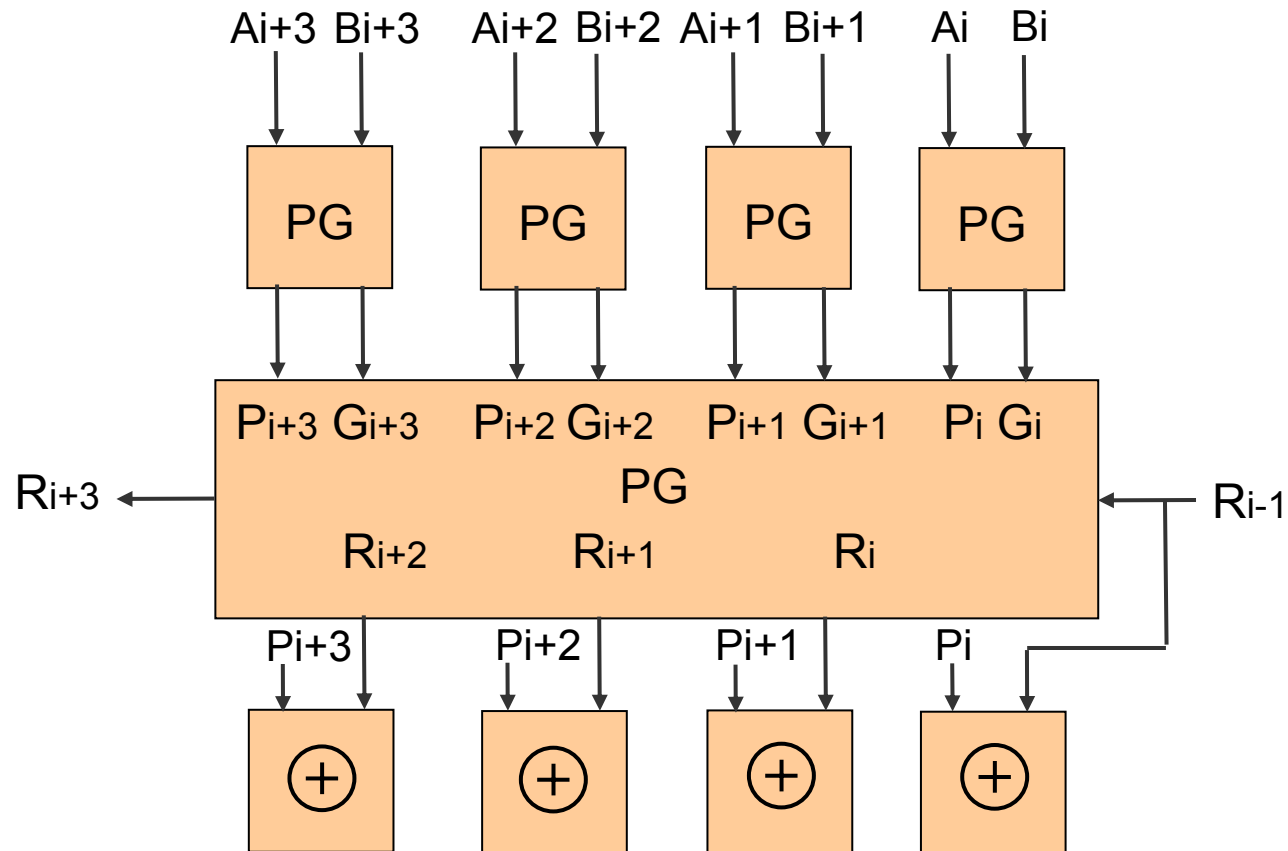 Ai+3 Bi+3 Ai+2 Bi+2 Ai+1 Bi+1 Ai Bi
PG PG PG PG
Pi+3 Gi+3 Pi+2 Gi+2 Pi+1 Gi+1 Pi Gi
PG
Ri+3 Ri-1
Ri+2 Ri+1 Ri
Pi+3 Pi+2 Pi+1 Pi
+ + + +